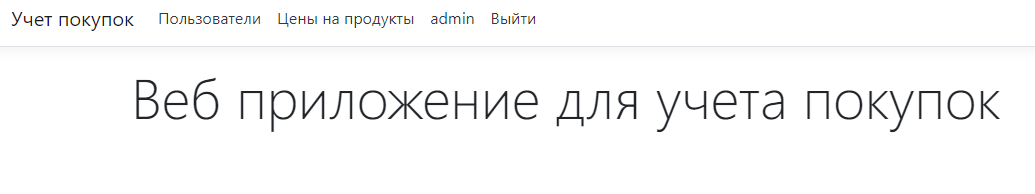 Учет покупок Пользователи Цены на продукты admin Выйти
Веб приложение для учета покупок